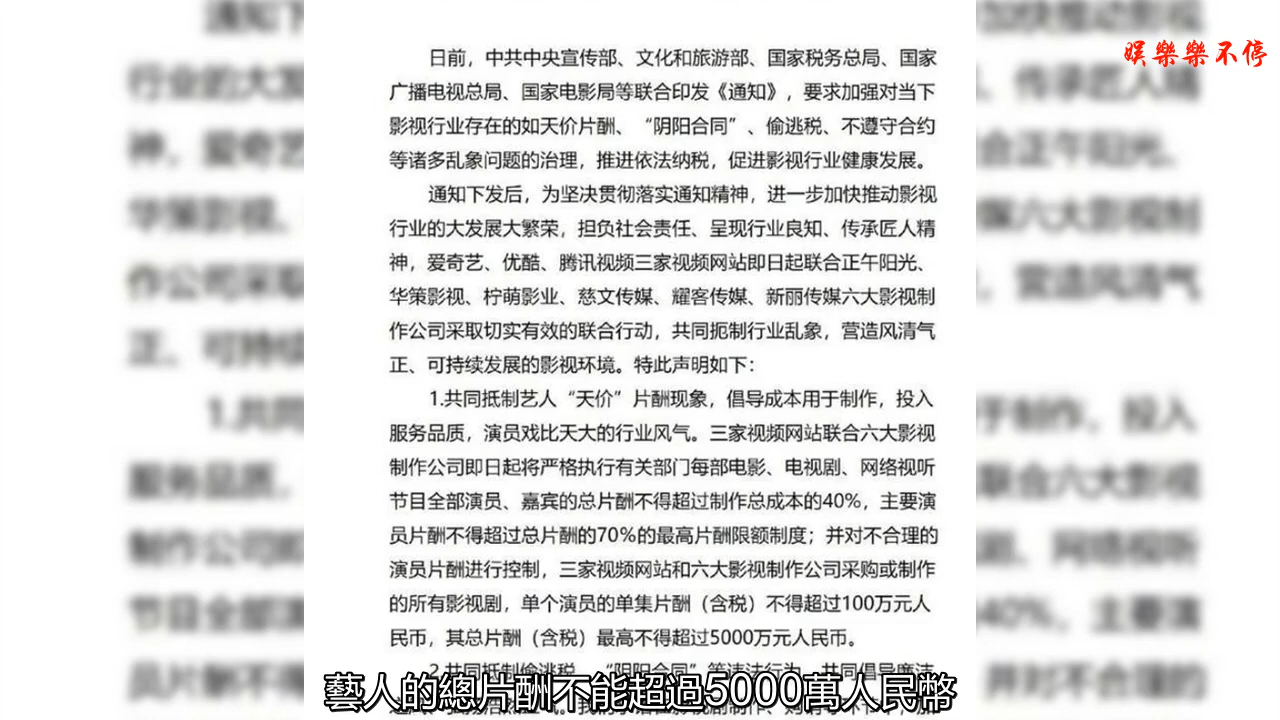 娱樂樂不停
日前，中共中央宣传部、文化和旅游部、国家税务总局、国家
广播电视总局、国家电影局等联合印发《通知》，要求加强对当下
影视行业存在的如天价片酬、“阴阳合同”、偷逃税、不遵守合约
等诸多乱象问题的治理，推进依法纳税，促进影视行业健康发展。
通知下发后，为坚决贯彻落实通知精神，进一步加快推动影视
行业的大发展大繁荣，担负社会责任、呈现行业良知、传承匠人精
神，爱奇艺、优酷、腾讯视频三家视频网站即日起联合正午阳光、
华策影视、柠萌影业、慈文传媒、耀客传媒、新丽传媒六大影视制
作公司采取切实有效的联合行动，共同扼制行业乱象，营造风清气
正、可持续发展的影视环境。特此声明如下：
1.共同抵制艺人“天价”片酬现象，倡导成本用于制作，投入
服务品质，演员戏比天大的行业风气。三家视频网站联合六大影视
制作公司即日起将严格执行有关部门每部电影、电视剧、网络视听
节目全部演员、嘉宾的总片酬不得超过制作总成本的40%，主要演
员片酬不得超过总片酬的70%的最高片酬限额制度；并对不合理的
演员片酬进行控制，三家视频网站和六大影视制作公司采购或制作
的所有影视剧，单个演员的单集片酬（含税）不得超过100万元人
民币，其总片酬（含税）最高不得超过5000万元人民币。
2.共同抵制偷逃税、“阴阳合同”等违法行为，共同倡导廉洁
藝人的總片酬不能超過5000萬人民幣